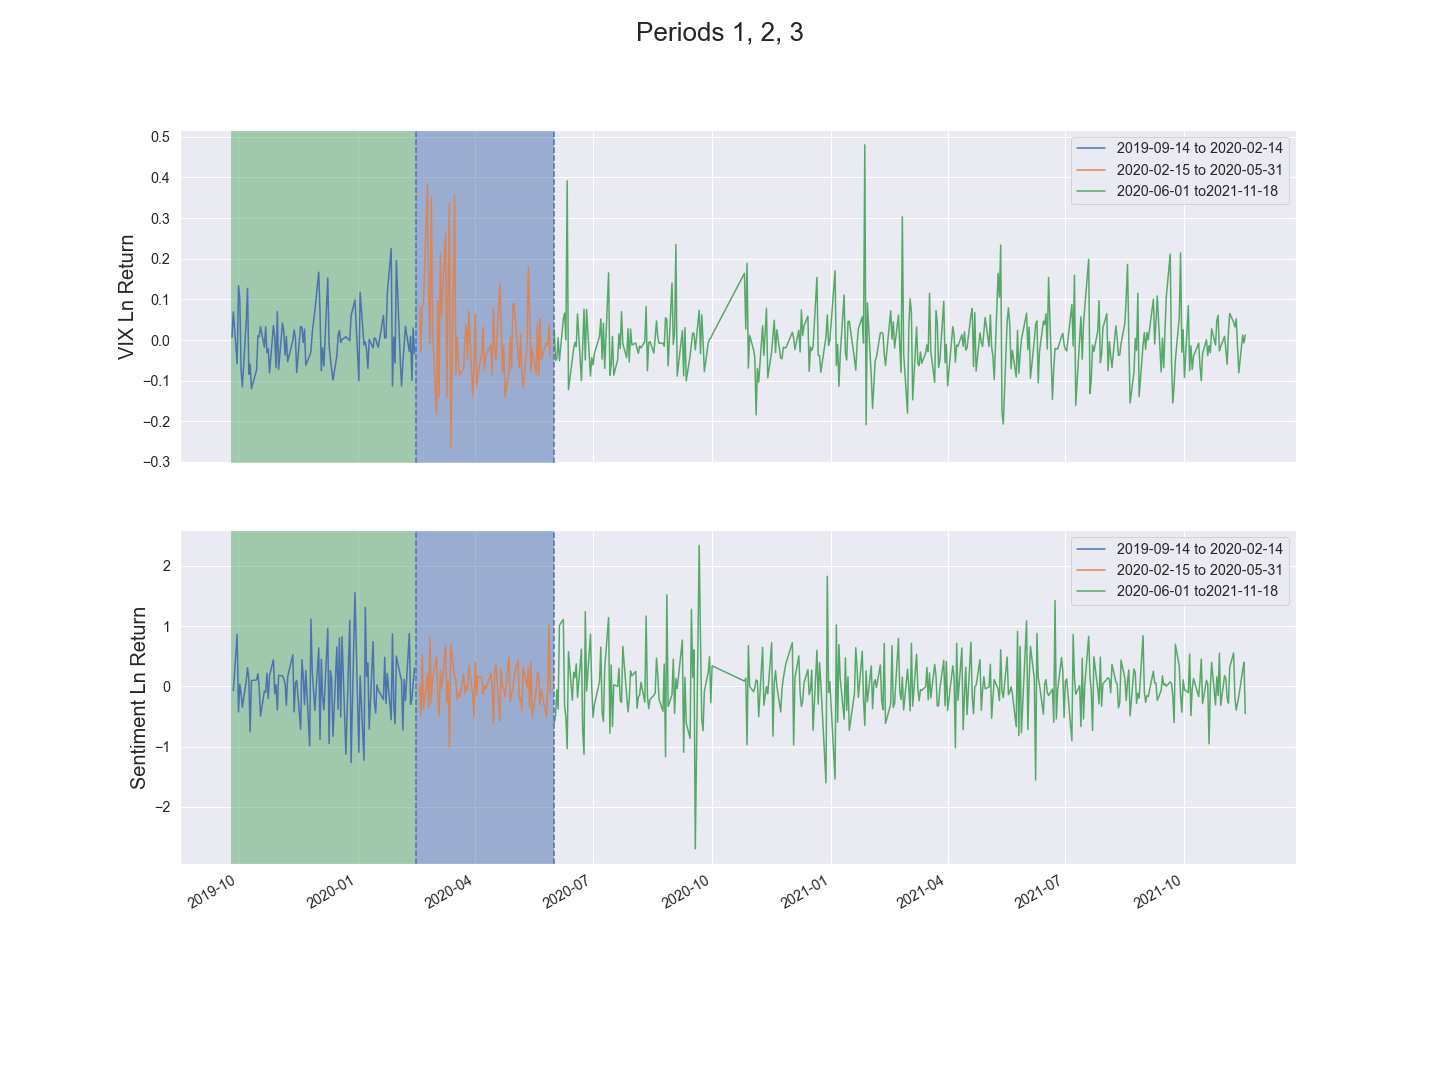 Periods 1, 2, 3
VIX Ln Return
0.5
0.4
0.3
0.2
0.1
0.0
−0.1
−0.2
−0.3
2019-09-14 to 2020-02-14
2020-02-15 to 2020-05-31
2020-06-01 to2021-11-18
Sentiment Ln Return
2
1
0
−1
−2
2019-09-14 to 2020-02-14
2020-02-15 to 2020-05-31
2020-06-01 to2021-11-18
2019-10
2020-01
2020-04
2020-07
2020-10
2021-01
2021-04
2021-07
2021-10